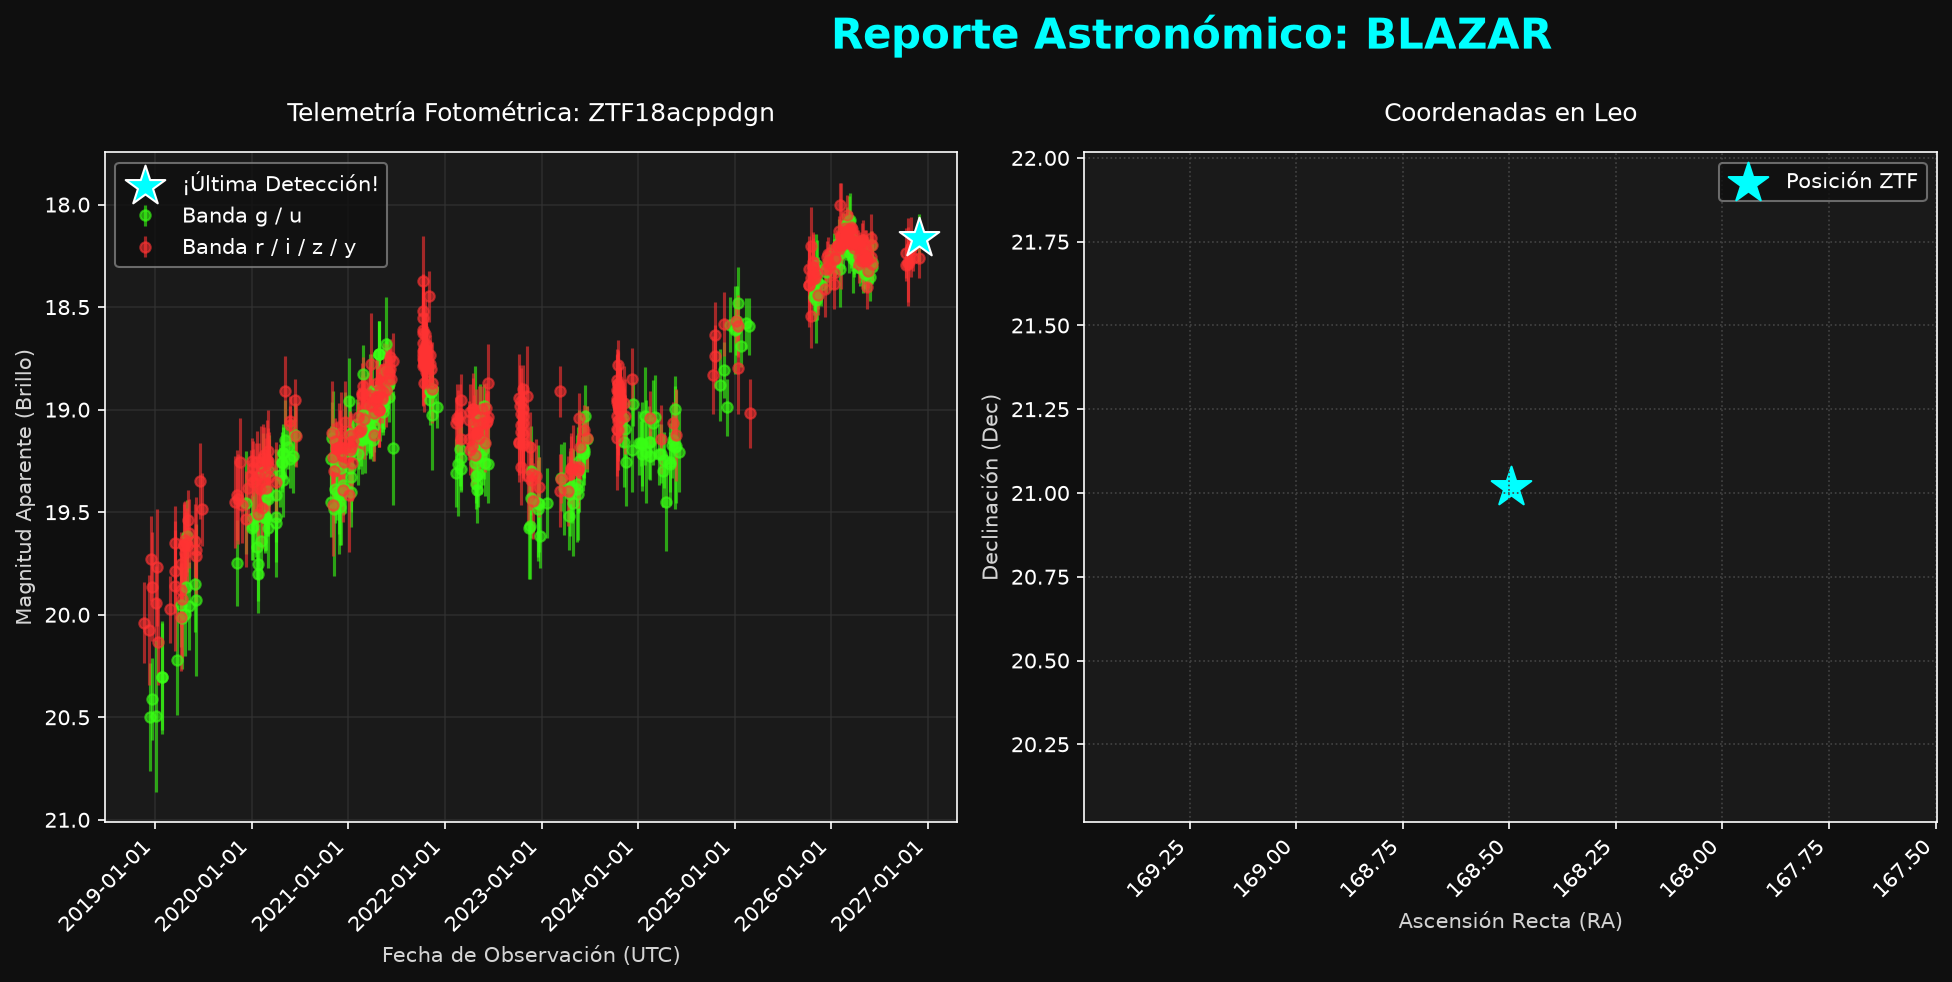 Reporte Astronómico: BLAZAR
Telemetría Fotométrica: ZTF18acppdgn
¡Última Detección!
Banda g / u
Banda r / i / z / y
Magnitud Aparente (Brillo)
18.0
18.5
19.0
19.5
20.0
20.5
21.0
2019-01-01
2020-01-01
2021-01-01
2022-01-01
2023-01-01
2024-01-01
2025-01-01
2026-01-01
2027-01-01
Fecha de Observación (UTC)
Coordenadas en Leo
Posición ZTF
Declinación (Dec)
22.00
21.75
21.50
21.25
21.00
20.75
20.50
20.25
169.25
169.00
168.75
168.50
168.25
168.00
167.75
167.50
Ascensión Recta (RA)